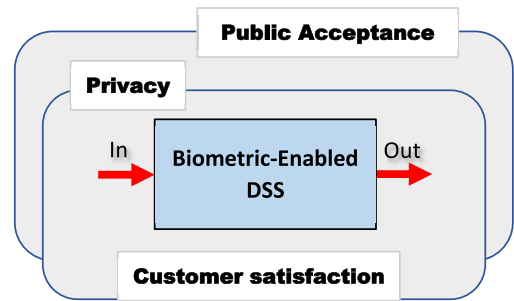 Public Acceptance
Privacy
In
Biometric-Enabled
DSS
Out
Customer satisfaction